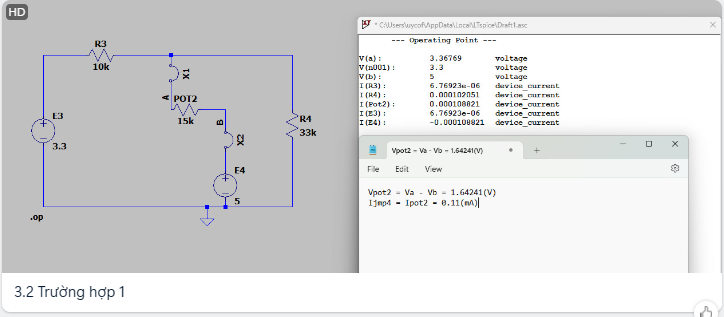 HD
R3
10k
X1
A
POT2
15k
B
X2
E3
3.3
R4
33k
E4
5
.op
C:\Users\uycof\AppData\Local\LTspice\Draft1.asc
--- Operating Point ---
V(a): 3.36769 voltage
V(n001): 3.3 voltage
V(b): 5 voltage
I(R3): 6.76923e-06 device_current
I(R4): 0.000102051 device_current
I(Pot2): 0.000108821 device_current
I(E3): 6.76923e-06 device_current
I(E4): -0.000108821 device_current
Vpot2 = Va - Vb = 1.64241(V)
File Edit View
Vpot2 = Va - Vb = 1.64241(V)
Ijmp4 = Ipot2 = 0.11(mA)
3.2 Trường hợp 1